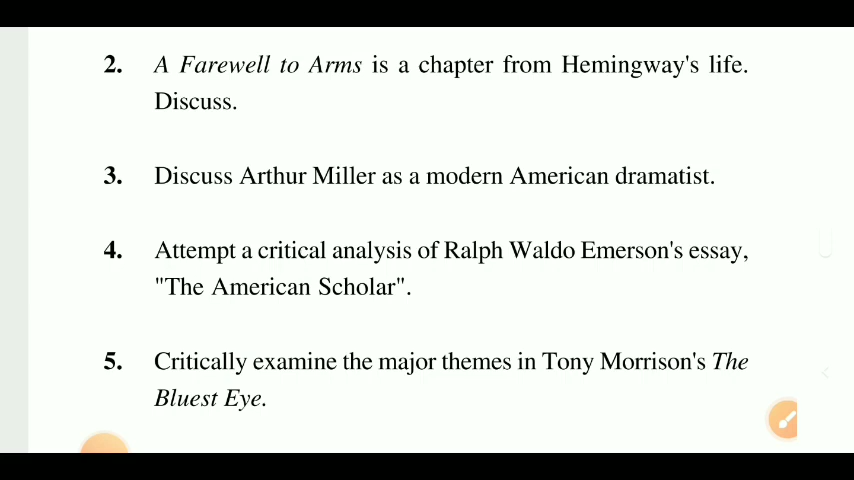 2. A Farewell to Arms is a chapter from Hemingway's life.
Discuss.
3. Discuss Arthur Miller as a modern American dramatist.
4. Attempt a critical analysis of Ralph Waldo Emerson's essay,
"The American Scholar".
5. Critically examine the major themes in Tony Morrison's The
Bluest Eye.